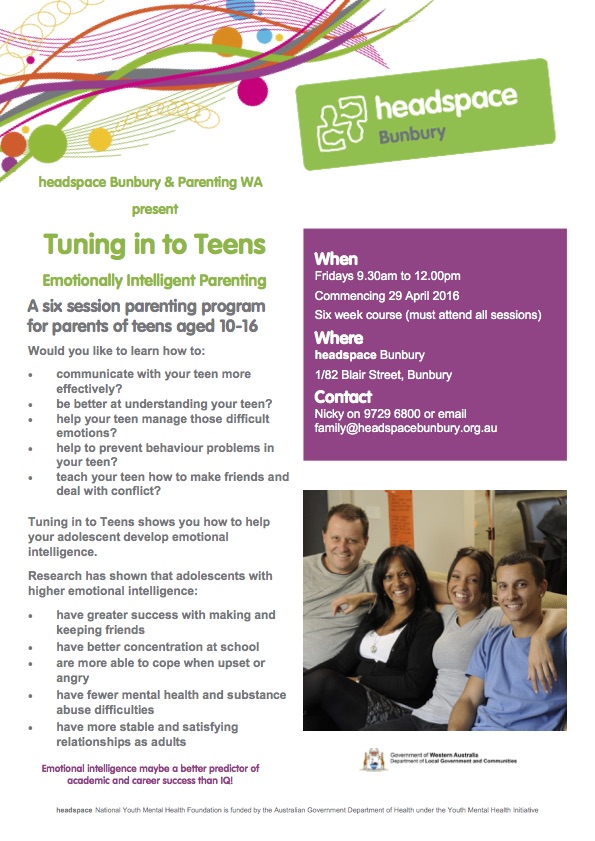 headspace
Bunbury
headspace Bunbury & Parenting WA
present
Tuning in to Teens
Emotionally Intelligent Parenting
A six session parenting program
for parents of teens aged 10-16
Would you like to learn how to:
• communicate with your teen more
effectively?
• be better at understanding your teen?
• help your teen manage those difficult
emotions?
• help to prevent behaviour problems in
your teen?
• teach your teen how to make friends and
deal with conflict?
Tuning in to Teens shows you how to help
your adolescent develop emotional
intelligence.
Research has shown that adolescents with
higher emotional intelligence:
• have greater success with making and
keeping friends
• have better concentration at school
• are more able to cope when upset or
angry
• have fewer mental health and substance
abuse difficulties
• have more stable and satisfying
relationships as adults
Emotional intelligence maybe a better predictor of
academic and career success than IQ!
When
Fridays 9.30am to 12.00pm
Commencing 29 April 2016
Six week course (must attend all sessions)
Where
headspace Bunbury
1/82 Blair Street, Bunbury
Contact
Nicky on 9729 6800 or email
family@headspacebunbury.org.au
Government of Western Australia
Department of Local Government and Communities
headspace National Youth Mental Health Foundation is funded by the Australian Government Department of Health under the Youth Mental Health Initiative